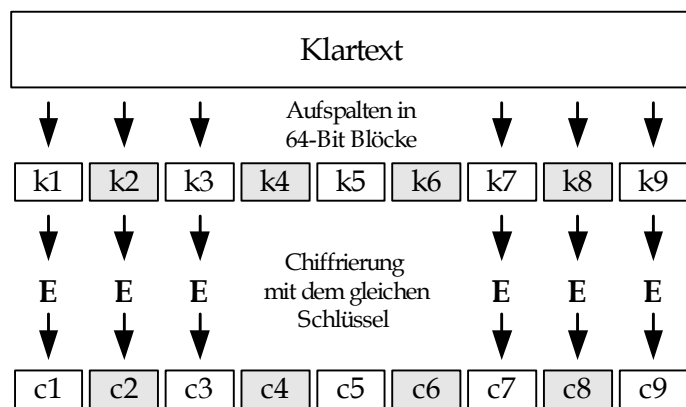 Klartext
Aufspalten in
64-Bit Blöcke
k1 k2 k3 k4 k5 k6 k7 k8 k9
Chiffrierung
E E E mit dem gleichen E E E
Schlüssel
c1 c2 c3 c4 c5 c6 c7 c8 c9